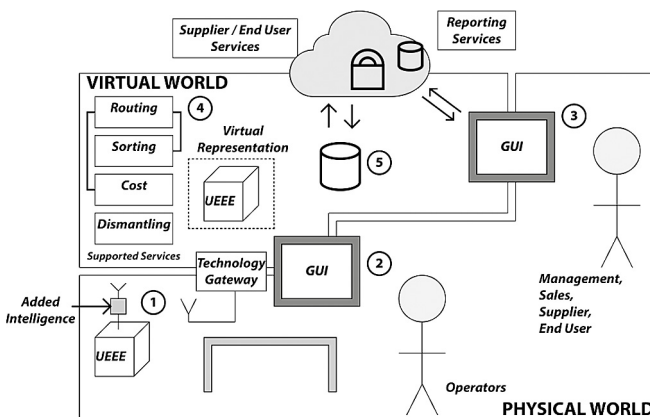 Supplier / End User
Services
Reporting
Services
VIRTUAL WORLD
Routing
4
Sorting
Cost
Dismantling
Supported Services
Virtual
Representation
UEEE
5
GUI
3
Technology
Gateway
GUI
2
Added
Intelligence
1
UEEE
Management,
Sales,
Supplier,
End User
Operators
PHYSICAL WORLD